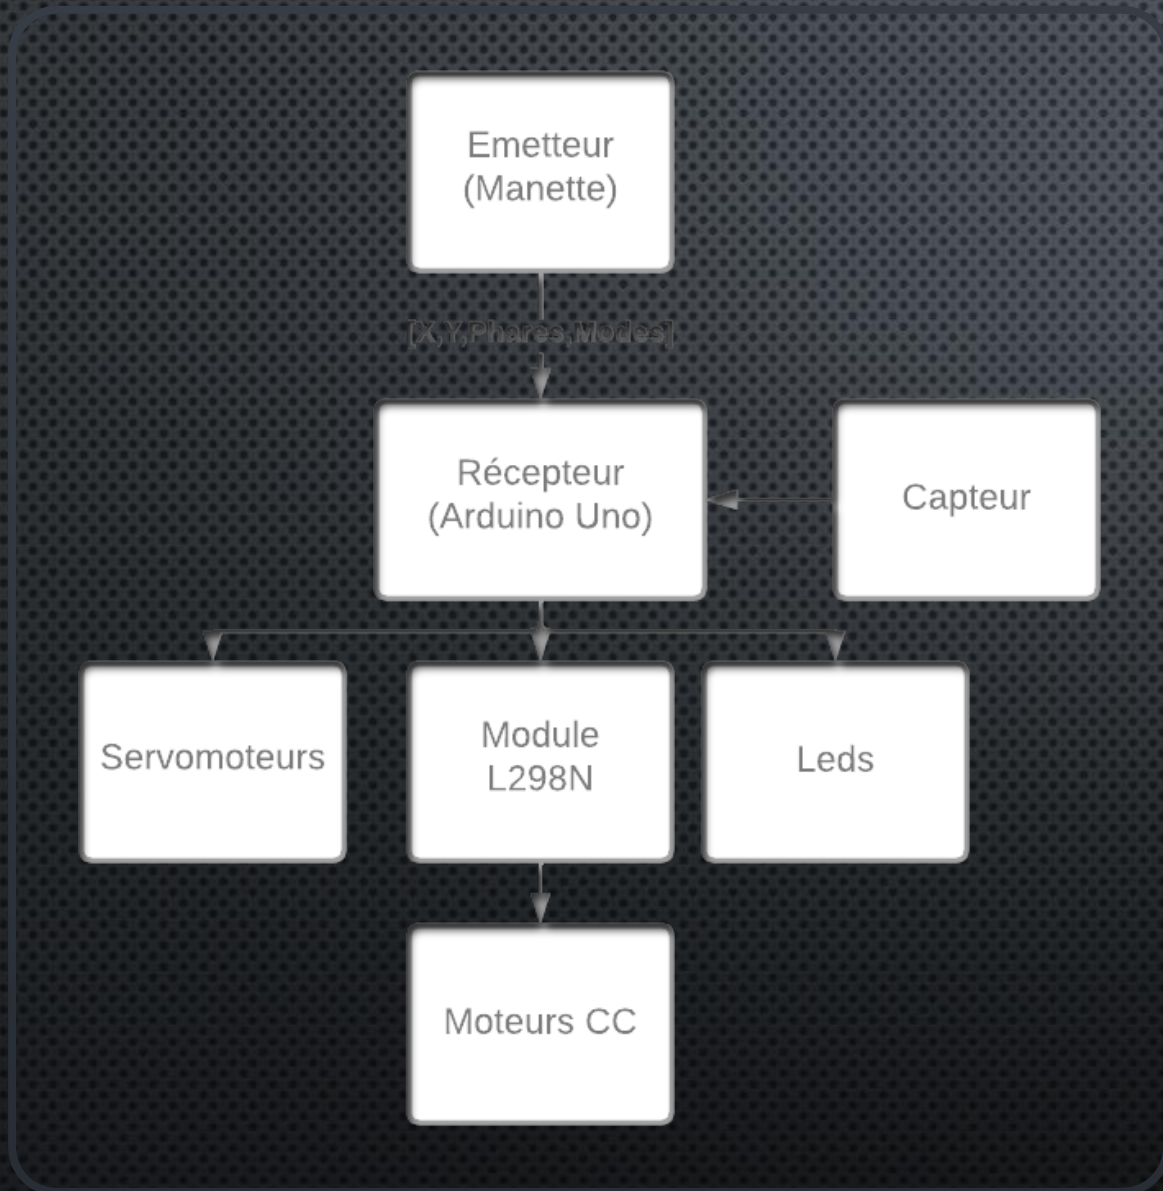 Emetteur
(Manette)
[X,Y,Phares,Modes]
Récepteur
(Arduino Uno)
Capteur
Servomoteurs
Module
L298N
Leds
Moteurs CC